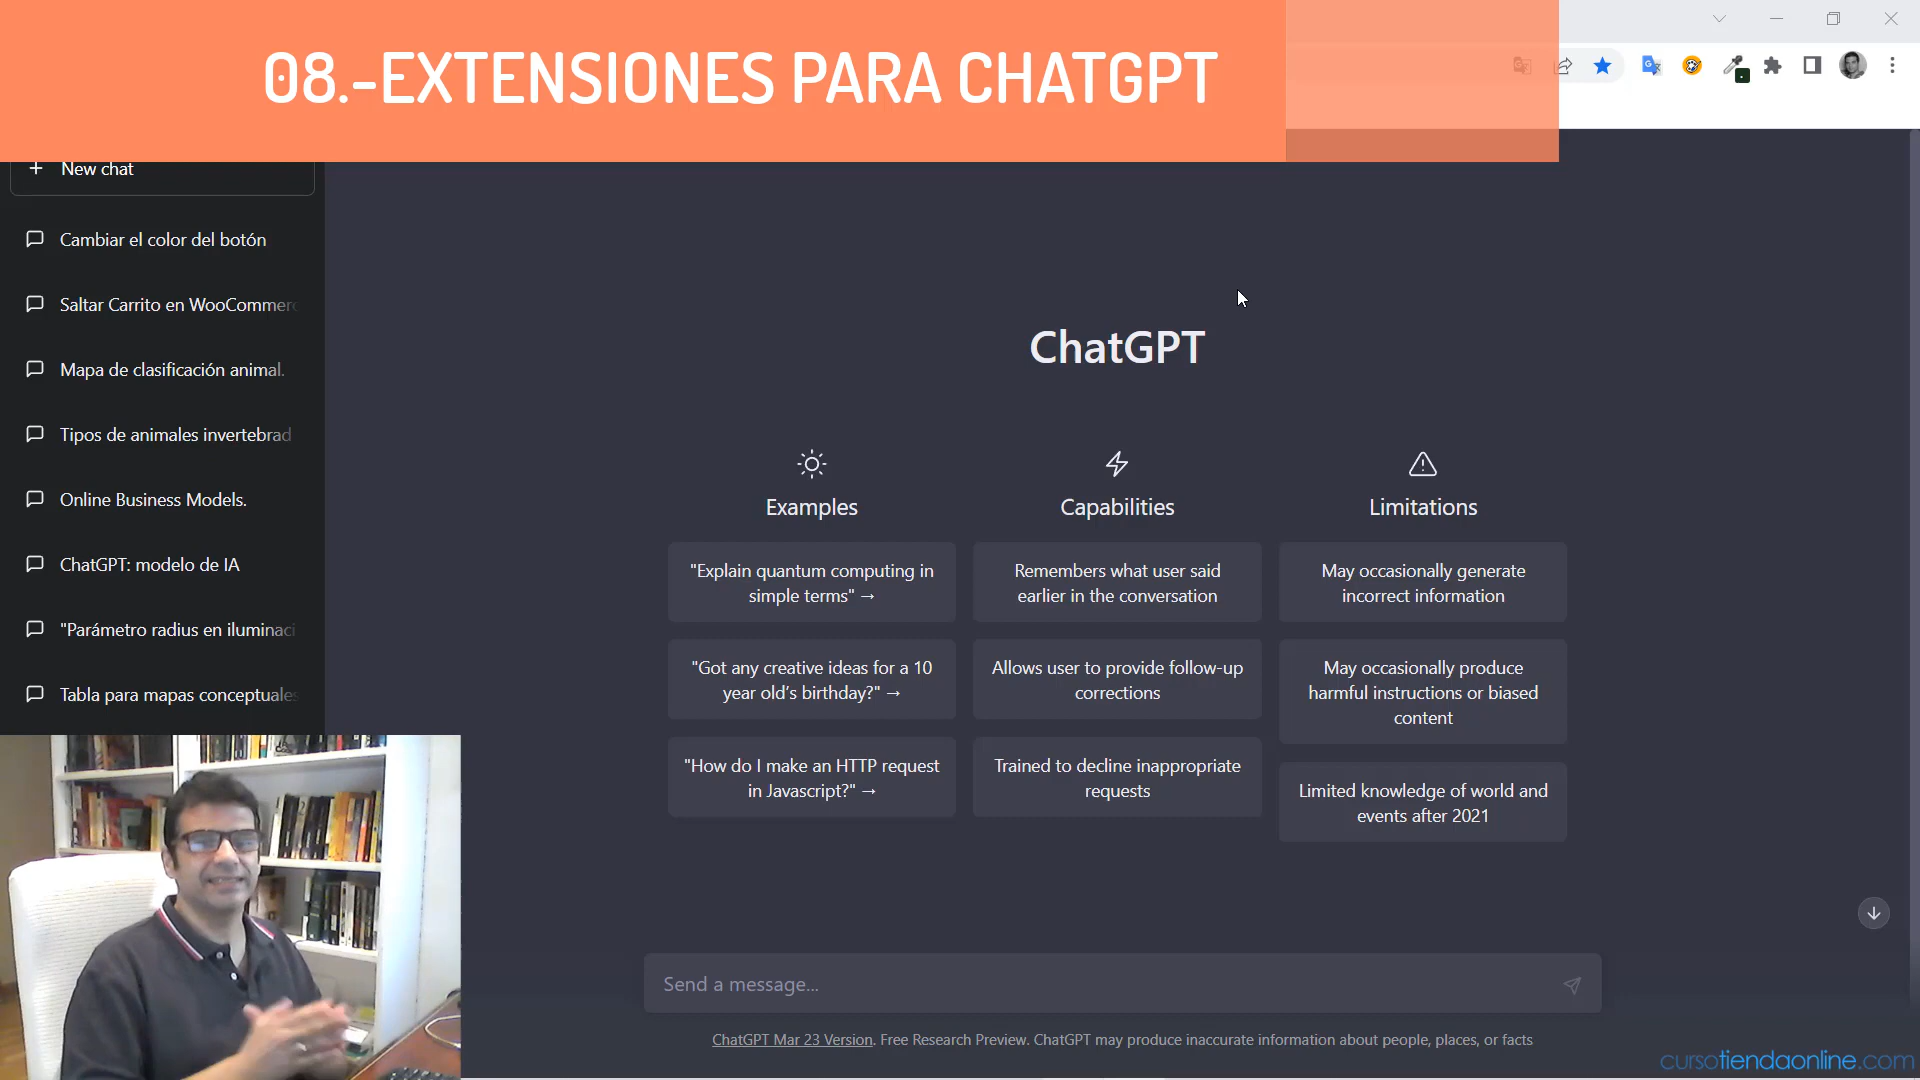 08.-EXTENSIONES PARA CHATGPT
+ New chat
Cambiar el color del botón
Saltar Carrito en WooCommerc
Mapa de clasificación animal.
Tipos de animales invertebrad
Online Business Models.
ChatGPT: modelo de IA
"Parámetro radius en iluminaci
Tabla para mapas conceptuales
ChatGPT
Examples
"Explain quantum computing in
simple terms" →
"Got any creative ideas for a 10
year old's birthday?" →
"How do I make an HTTP request
in Javascript?" →
Capabilities
Remembers what user said
earlier in the conversation
Allows user to provide follow-up
corrections
Trained to decline inappropriate
requests
Limitations
May occasionally generate
incorrect information
May occasionally produce
harmful instructions or biased
content
Limited knowledge of world and
events after 2021
Send a message...
ChatGPT Mar 23 Version. Free Research Preview. ChatGPT may produce inaccurate information about people, places, or facts
cursotiendaonline.com